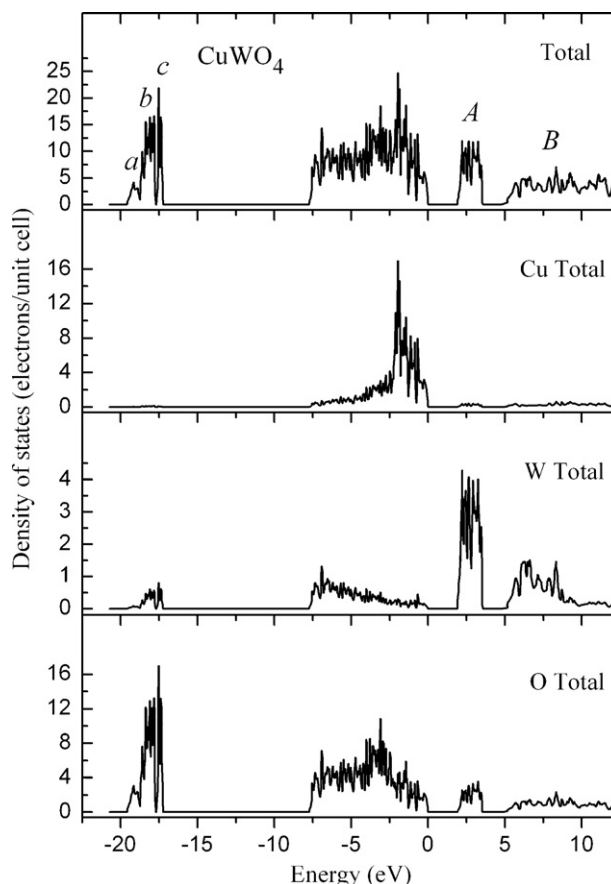 CuWO4
Total
a
b
c
A
B
25
20
15
10
5
0
Cu Total
16
12
8
4
0
W Total
4
3
2
1
0
O Total
16
12
8
4
0
-20
-15
-10
-5
0
5
10
Energy (eV)
Density of states (electrons/unit cell)